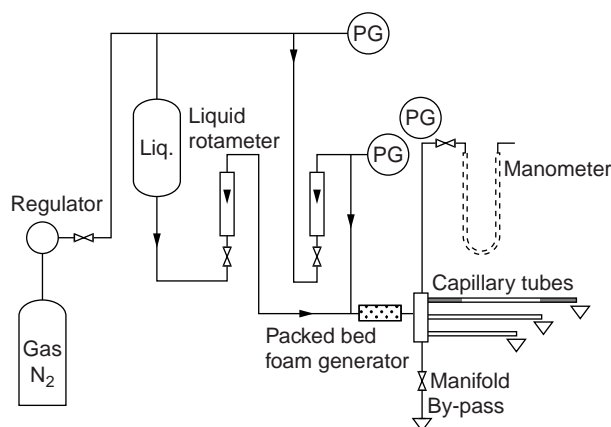 PG
Liquid
rotameter
Liq.
PG
PG
Manometer
Regulator
Capillary tubes
Gas
N₂
Packed bed
foam generator
Manifold
By-pass